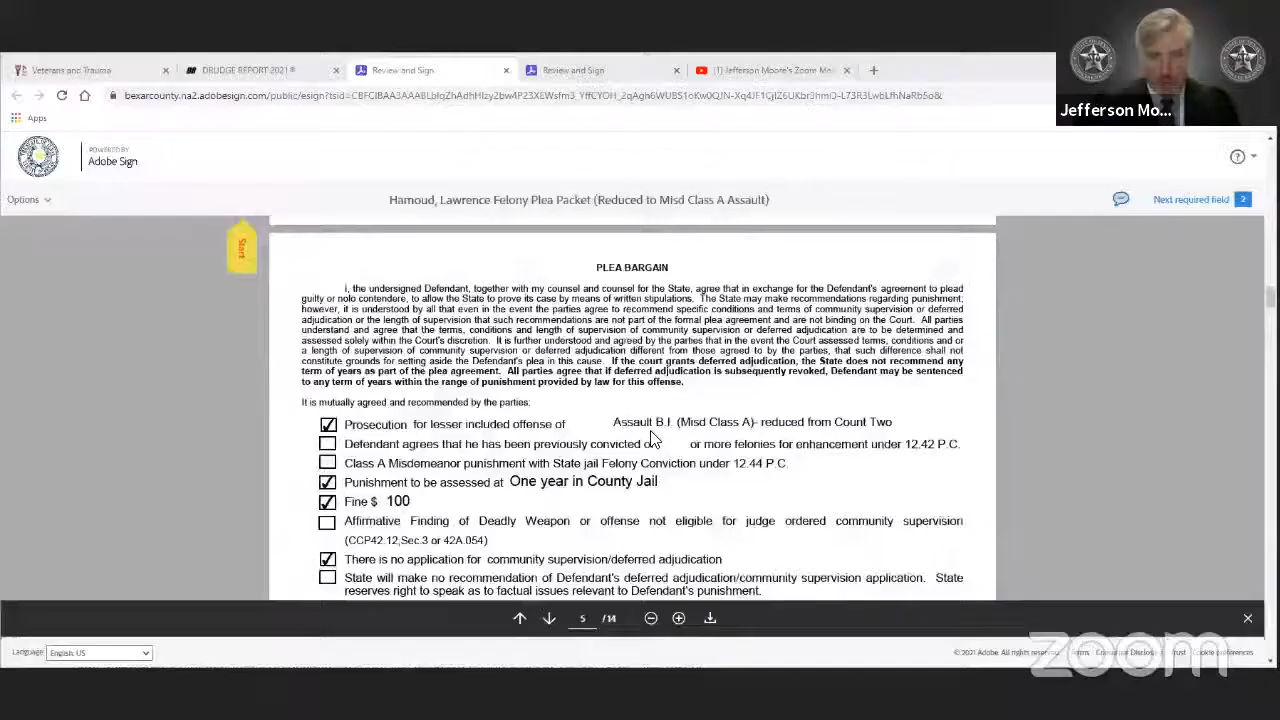 Veterans and Trauma
DRUDGE REPORT 2021®
Review and Sign
Review and Sign
(1) Jefferson Moore's Zoom Me
Apps
Jefferson Mo...
POWERED BY
Adobe Sign
Options
Hamoud, Lawrence Felony Plea Packet (Reduced to Misd Class A Assault)
Next required field 2
Start
PLEA BARGAIN
I, the undersigned Defendant, together with my counsel and counsel for the State, agree that in exchange for the Defendant's agreement to plead
guilty or nolo contendere, to allow the State to prove its case by means of written stipulations. The State may make recommendations regarding punishment;
however, it is understood by all that even in the event the parties agree to recommend specific conditions and terms of community supervision or deferred
adjudication or the length of supervision that such recommendations are not part of the formal plea agreement and are not binding on the Court. All parties
understand and agree that the terms, conditions and length of supervision of community supervision or deferred adjudication are to be determined and
assessed solely within the Court's discretion. It is further understood and agreed by the parties that in the event the Court assessed terms, conditions and/or
a length of supervision of community supervision or deferred adjudication different from those agreed to by the parties, that such difference shall not
constitute grounds for setting aside the Defendant's plea in this cause. If the court grants deferred adjudication, the State does not recommend any
term of years as part of the plea agreement. All parties agree that if deferred adjudication is subsequently revoked, Defendant may be sentenced
to any term of years within the range of punishment provided by law for this offense.
It is mutually agreed and recommended by the parties:
Prosecution for lesser included offense of Assault B.I. (Misd Class A)- reduced from Count Two
Defendant agrees that he has been previously convicted or more felonies for enhancement under 12.42 P.C.
Class A Misdemeanor punishment with State jail Felony Conviction under 12.44 P.C.
Punishment to be assessed at One year in County Jail
Fine $ 100
Affirmative Finding of Deadly Weapon or offense not eligible for judge ordered community supervision
(CCP42.12,Sec.3 or 42A.054)
There is no application for community supervision/deferred adjudication
State will make no recommendation of Defendant's deferred adjudication/community supervision application. State
reserves right to speak as to factual issues relevant to Defendant's punishment.
5 /14
Language English: US
© 2021 Adobe. All rights reserved. Terms Consumer Disclosure Trust Cookie preferences
zoom